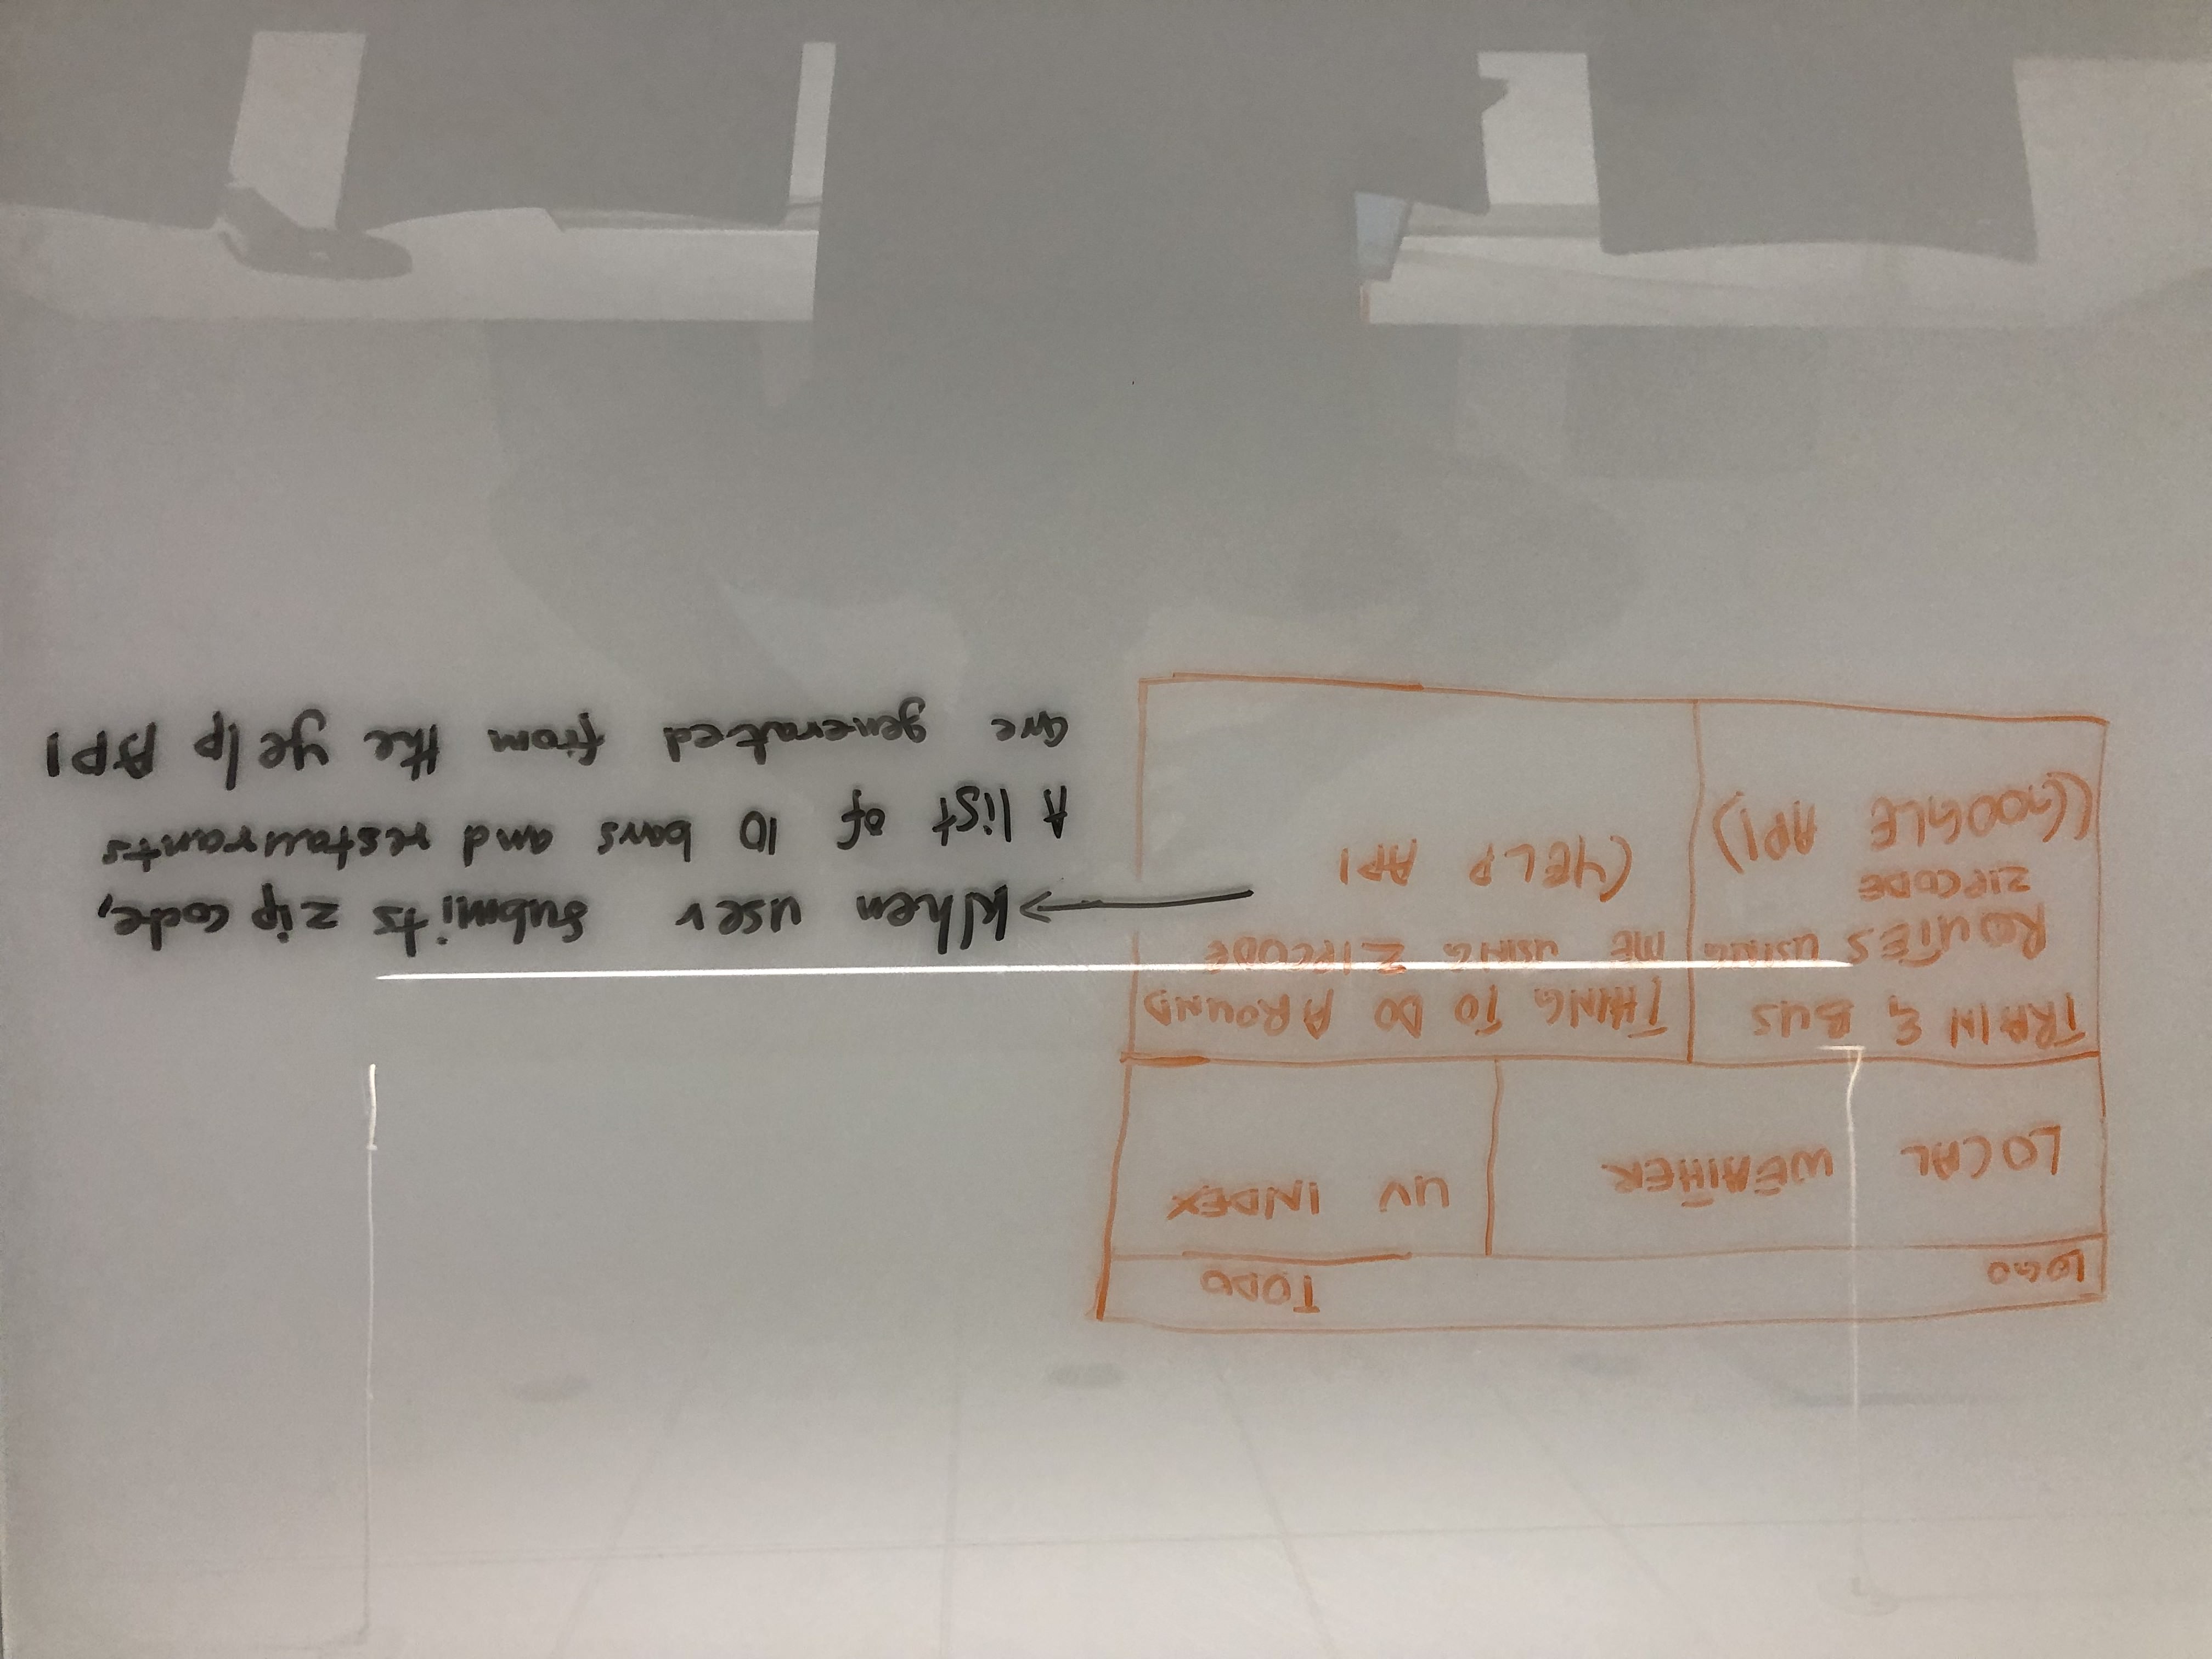 LOGO
TODO
LOCAL WEATHER
UV INDEX
TRAIN & BUS
ROUTES USING
ZIPCODE
(GOOGLE API)
THING TO DO AROUND
ME USING ZIPCODE
(YELP API
When user submits zip code,
A list of 10 bars and restaurants
are generated from the yelp API